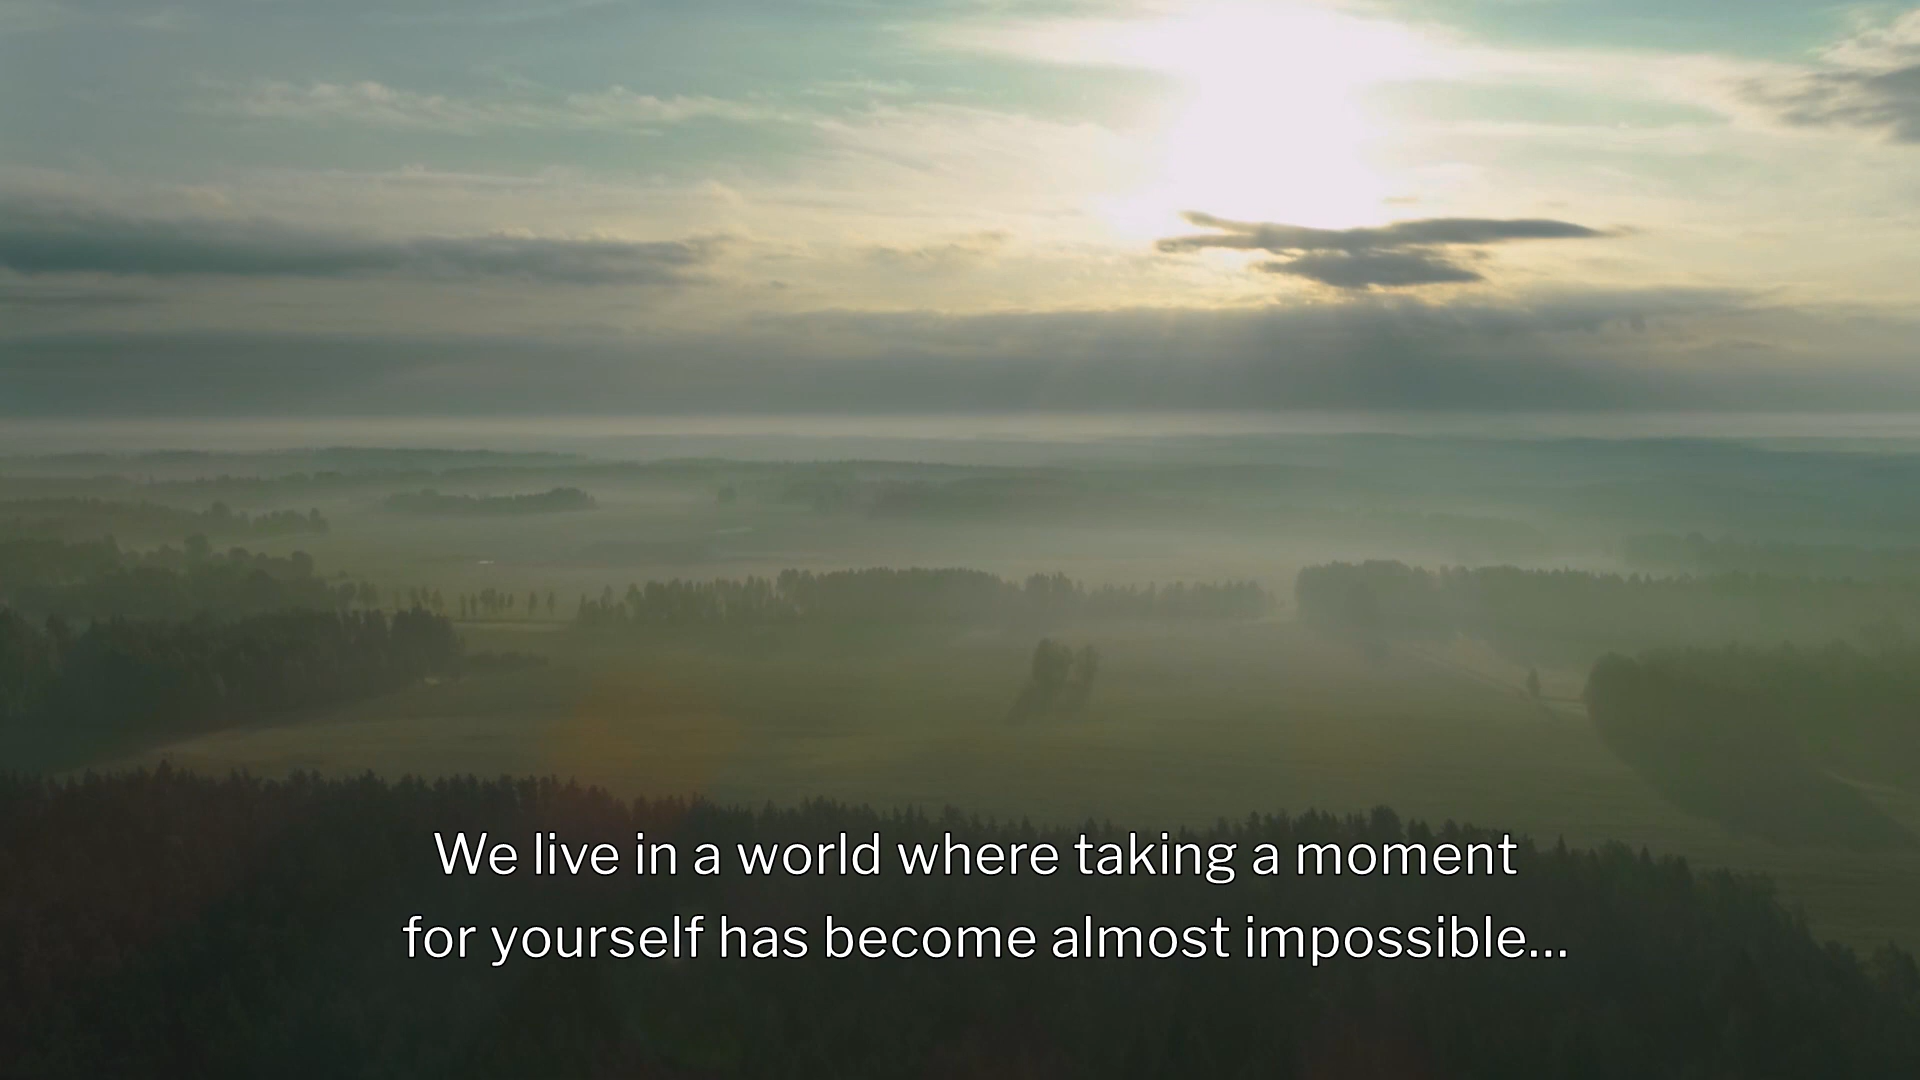 We live in a world where taking a moment
for yourself has become almost impossible...